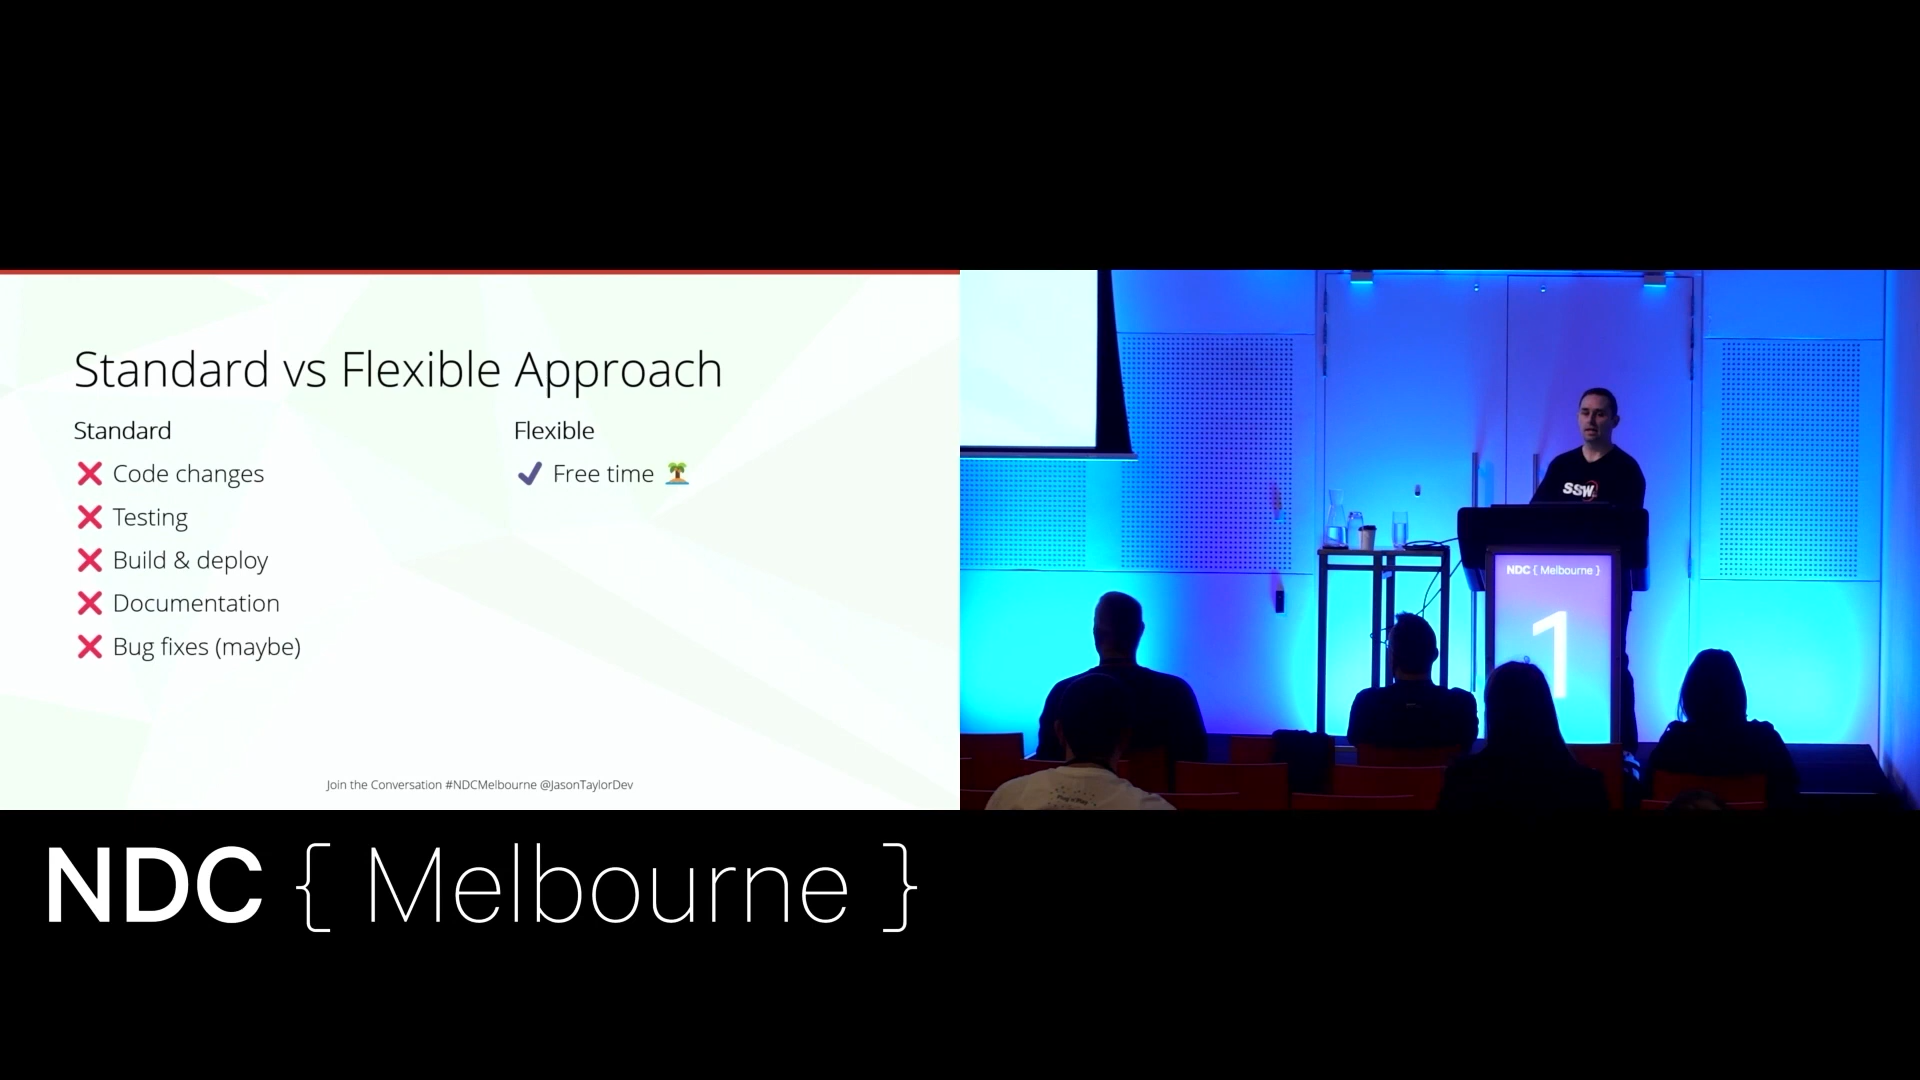 Standard vs Flexible Approach
Standard
❌ Code changes
❌ Testing
❌ Build & deploy
❌ Documentation
❌ Bug fixes (maybe)
Flexible
✔ Free time 🏝
Join the Conversation #NDCMelbourne @JasonTaylorDev
SSW
NDC { Melbourne }
1
NDC { Melbourne }